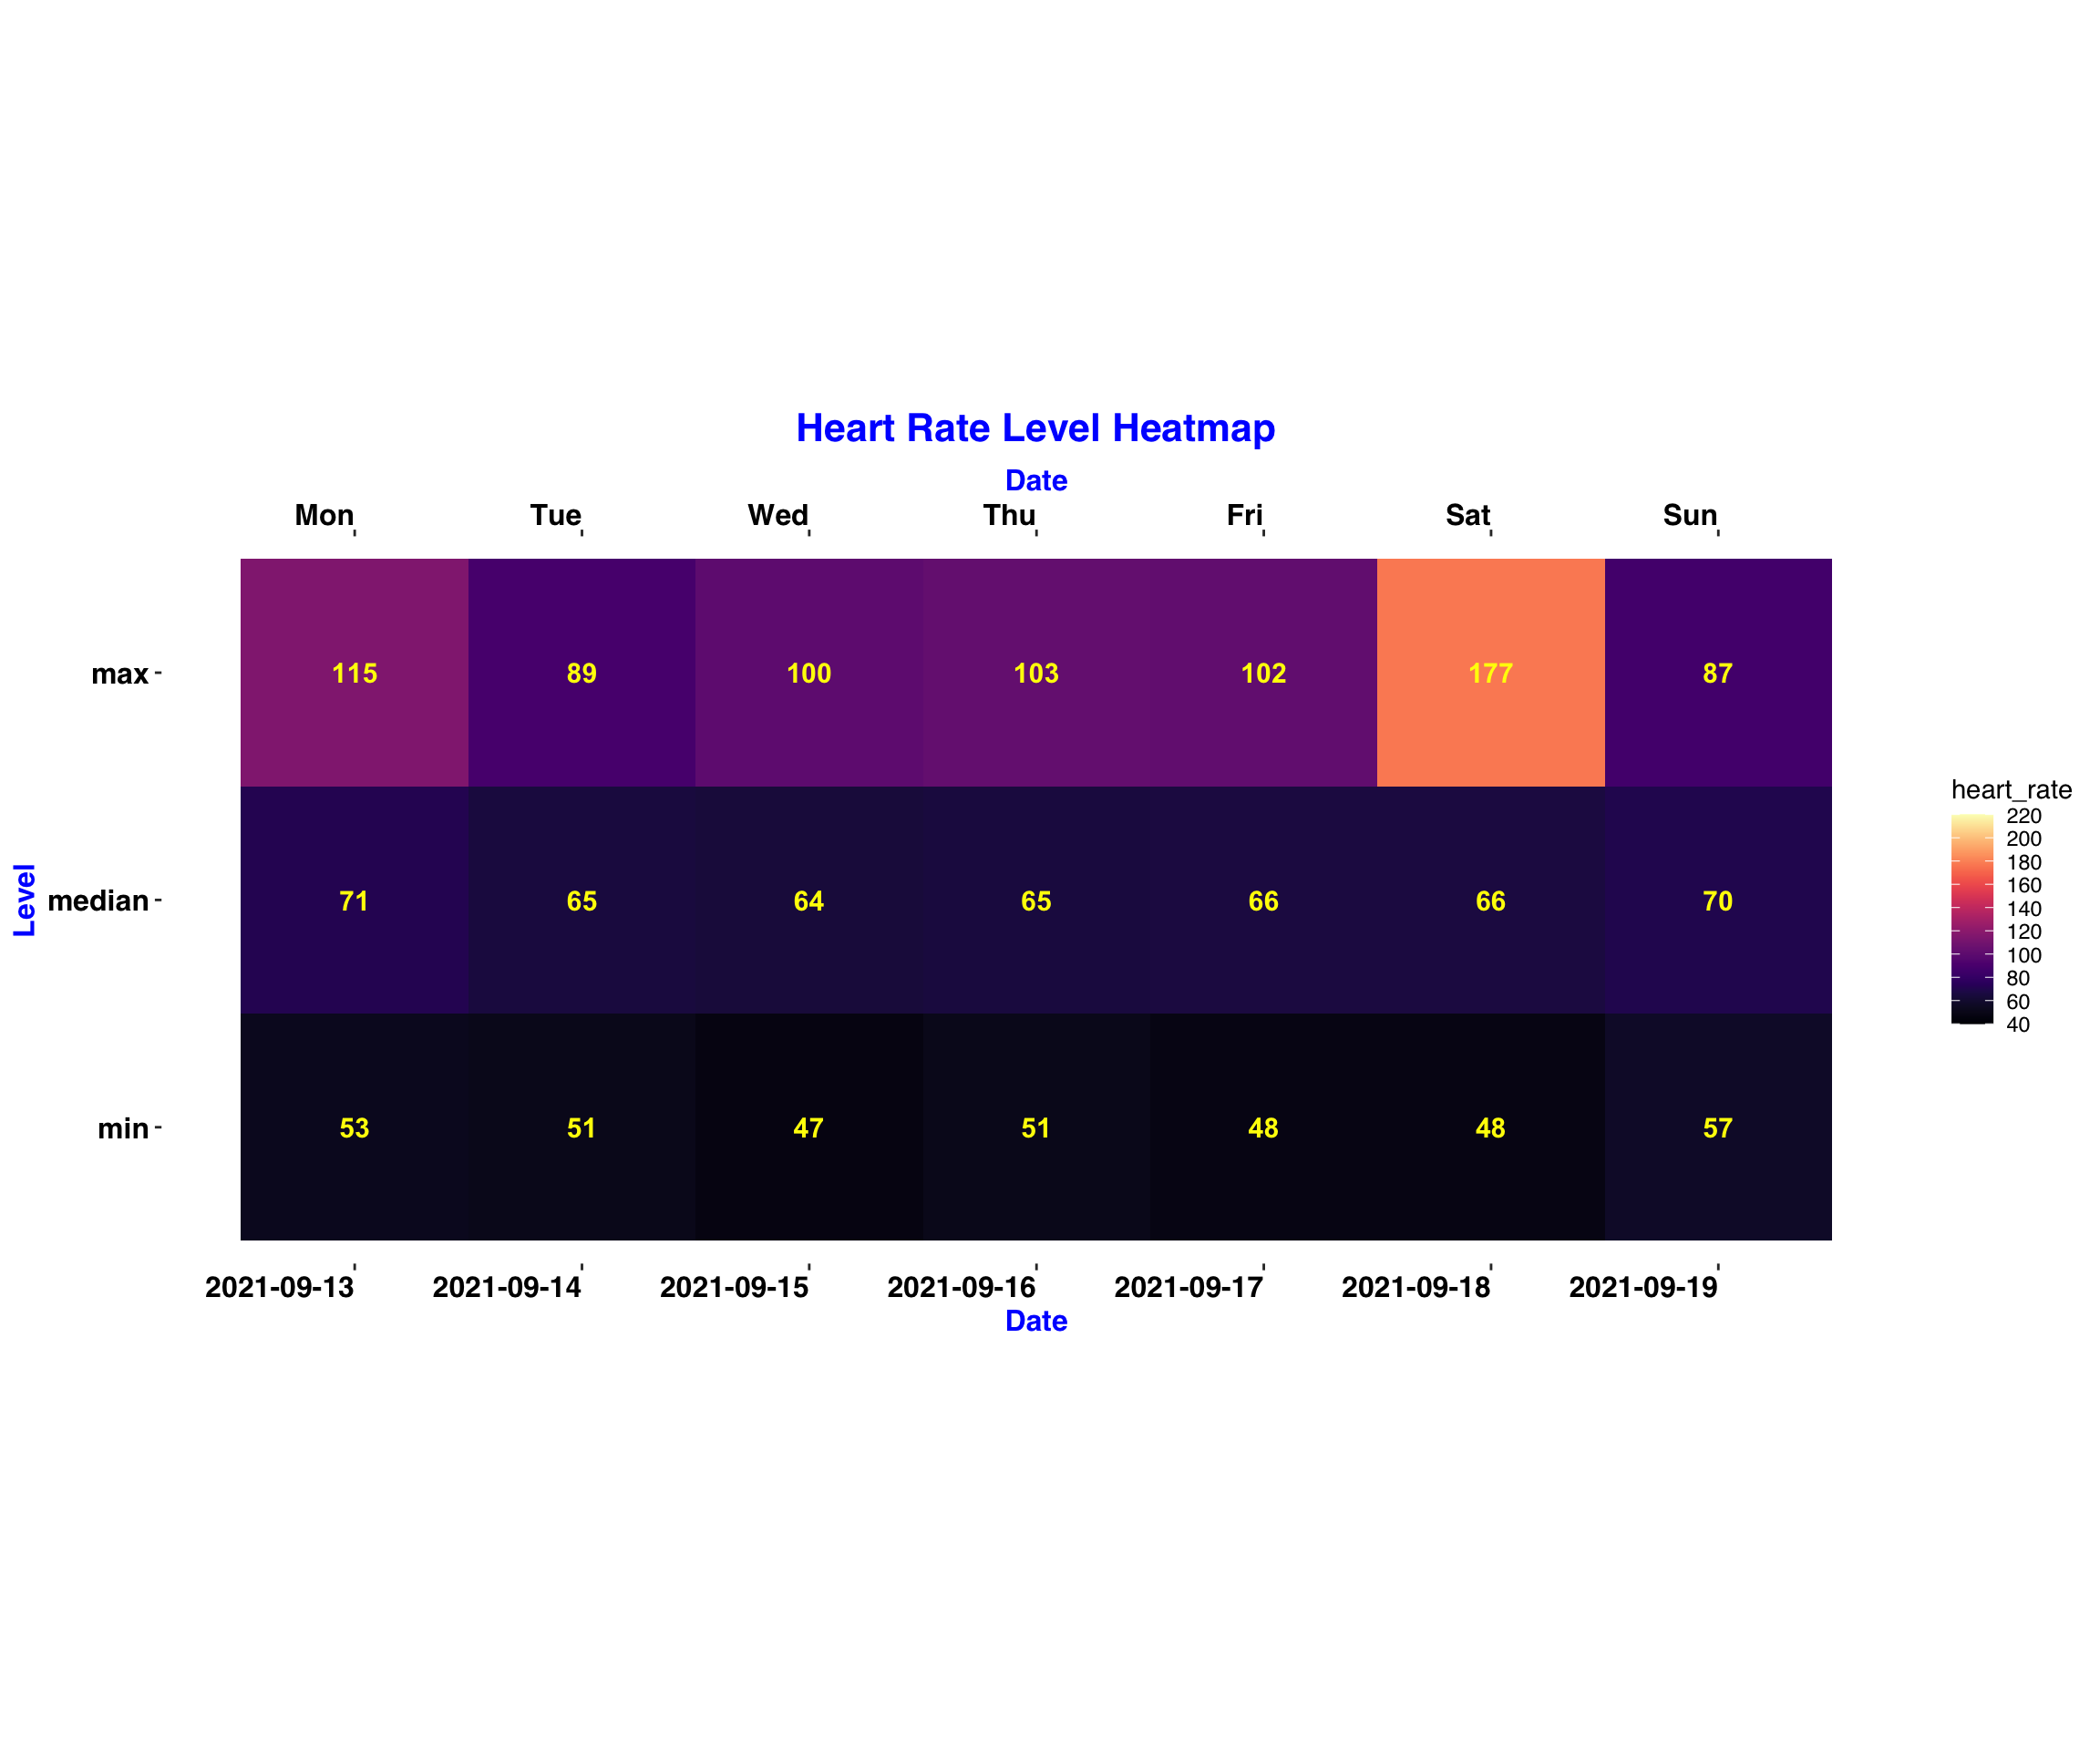 Heart Rate Level Heatmap
Date
Mon Tue Wed Thu Fri Sat Sun
max 115 89 100 103 102 177 87
median 71 65 64 65 66 66 70
min 53 51 47 51 48 48 57
2021-09-13 2021-09-14 2021-09-15 2021-09-16 2021-09-17 2021-09-18 2021-09-19
Date
Level
heart_rate
220
200
180
160
140
120
100
80
60
40